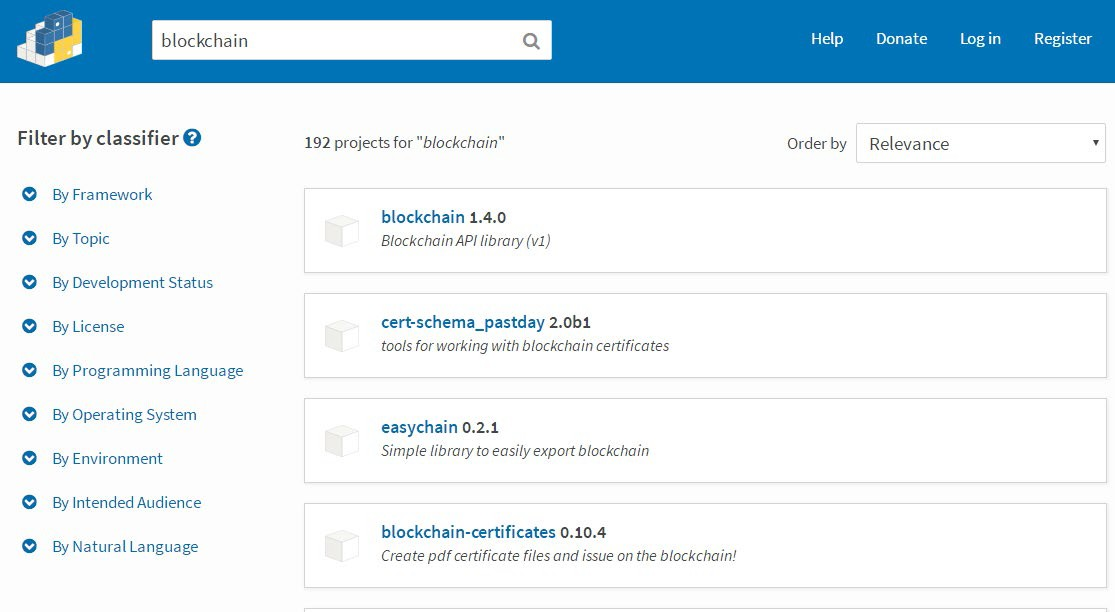 blockchain
Help Donate Log in Register
Filter by classifier
By Framework
By Topic
By Development Status
By License
By Programming Language
By Operating System
By Environment
By Intended Audience
By Natural Language
192 projects for "blockchain"
Order by Relevance
blockchain 1.4.0
Blockchain API library (v1)
cert-schema_pastday 2.0b1
tools for working with blockchain certificates
easychain 0.2.1
Simple library to easily export blockchain
blockchain-certificates 0.10.4
Create pdf certificate files and issue on the blockchain!